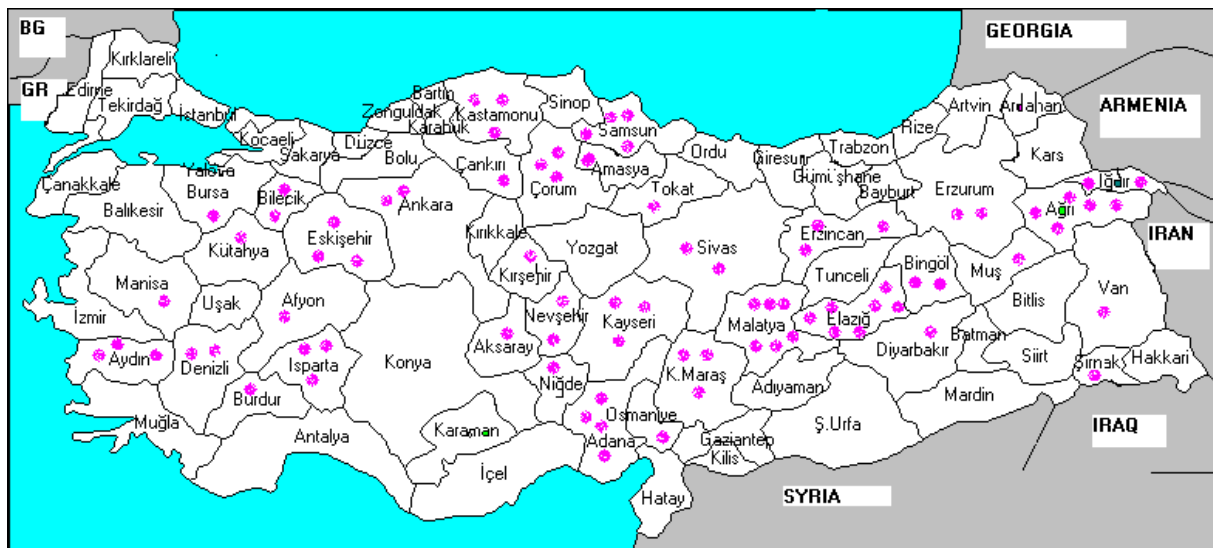 BG
GEORGIA
Kırklareli
GR
Edirne
Tekirdağ
İstanbul
Bartın
Zonguldak
Kastamonu
Karabük
Sinop
Samsun
Artvin
Ardahan
ARMENIA
Kocaeli
Sakarya
Düzce
Bolu
Çankırı
Çorum
Amasya
Ordu
Giresun
Trabzon
Rize
Kars
Yalova
Çanakkale
Bursa
Bilecik
Ankara
Tokat
Gümüşhane
Bayburt
Erzurum
Iğdır
Ağrı
Balıkesir
Kütahya
Eskişehir
Kırıkkale
Yozgat
Sivas
Erzincan
IRAN
Manisa
Uşak
Afyon
Kırşehir
Tunceli
Bingöl
Muş
Bitlis
Van
İzmir
Nevşehir
Kayseri
Malatya
Elazığ
Aydın
Denizli
Isparta
Konya
Aksaray
Diyarbakır
Batman
Siirt
Şırnak
Hakkari
Burdur
Niğde
K.Maraş
Adıyaman
Mardin
Muğla
Antalya
Karaman
Osmaniye
Adana
Gaziantep
Ş.Urfa
Kilis
IRAQ
İçel
Hatay
SYRIA